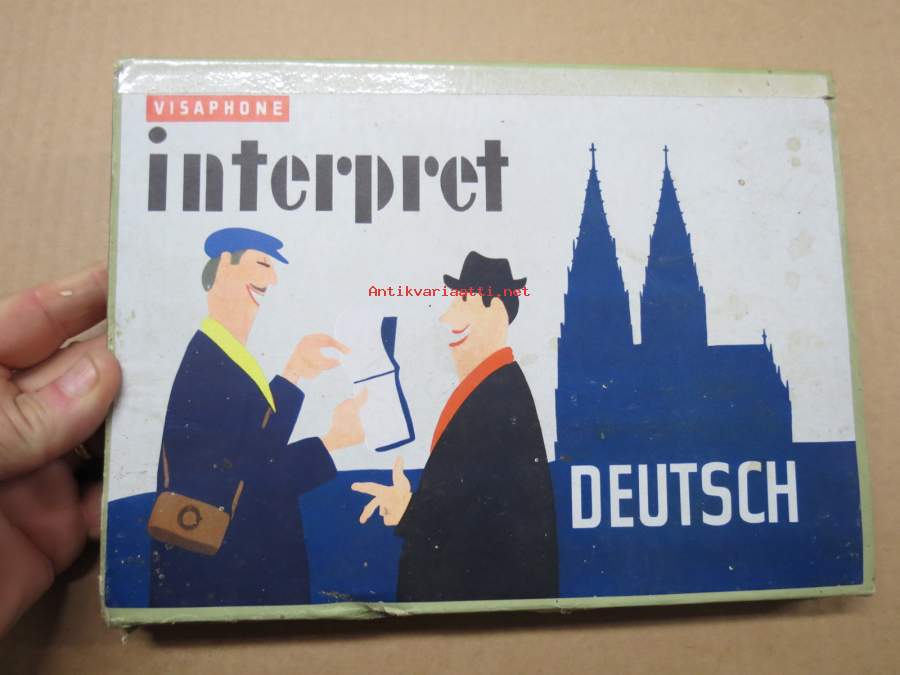 VISAPHONE
interpret
Antikvariaatti.net
DEUTSCH